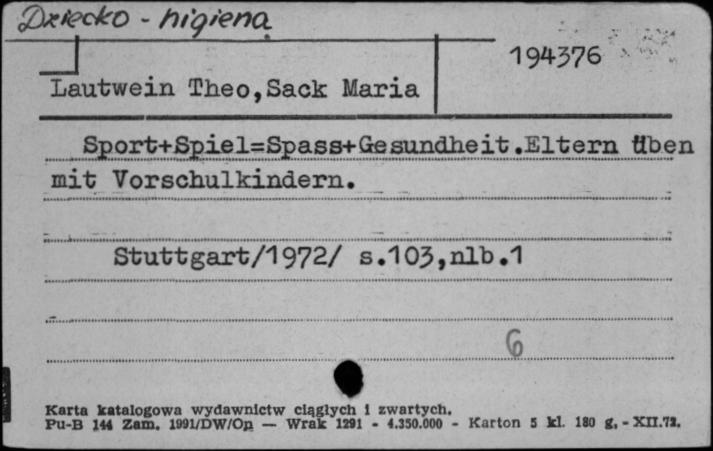 Dziecko - higiena
194376
Lautwein Theo,Sack Maria
Sport+Spiel=Spass+Gesundheit.Eltern üben
mit Vorschulkindern.
Stuttgart/1972/ s.103,nlb.1
6
Karta katalogowa wydawnictw ciągłych i zwartych.
Pu-B 144 Zam. 1991/DW/Op — Wrak 1291 - 4.350.000 - Karton 5 kl. 180 g. - XII.72.